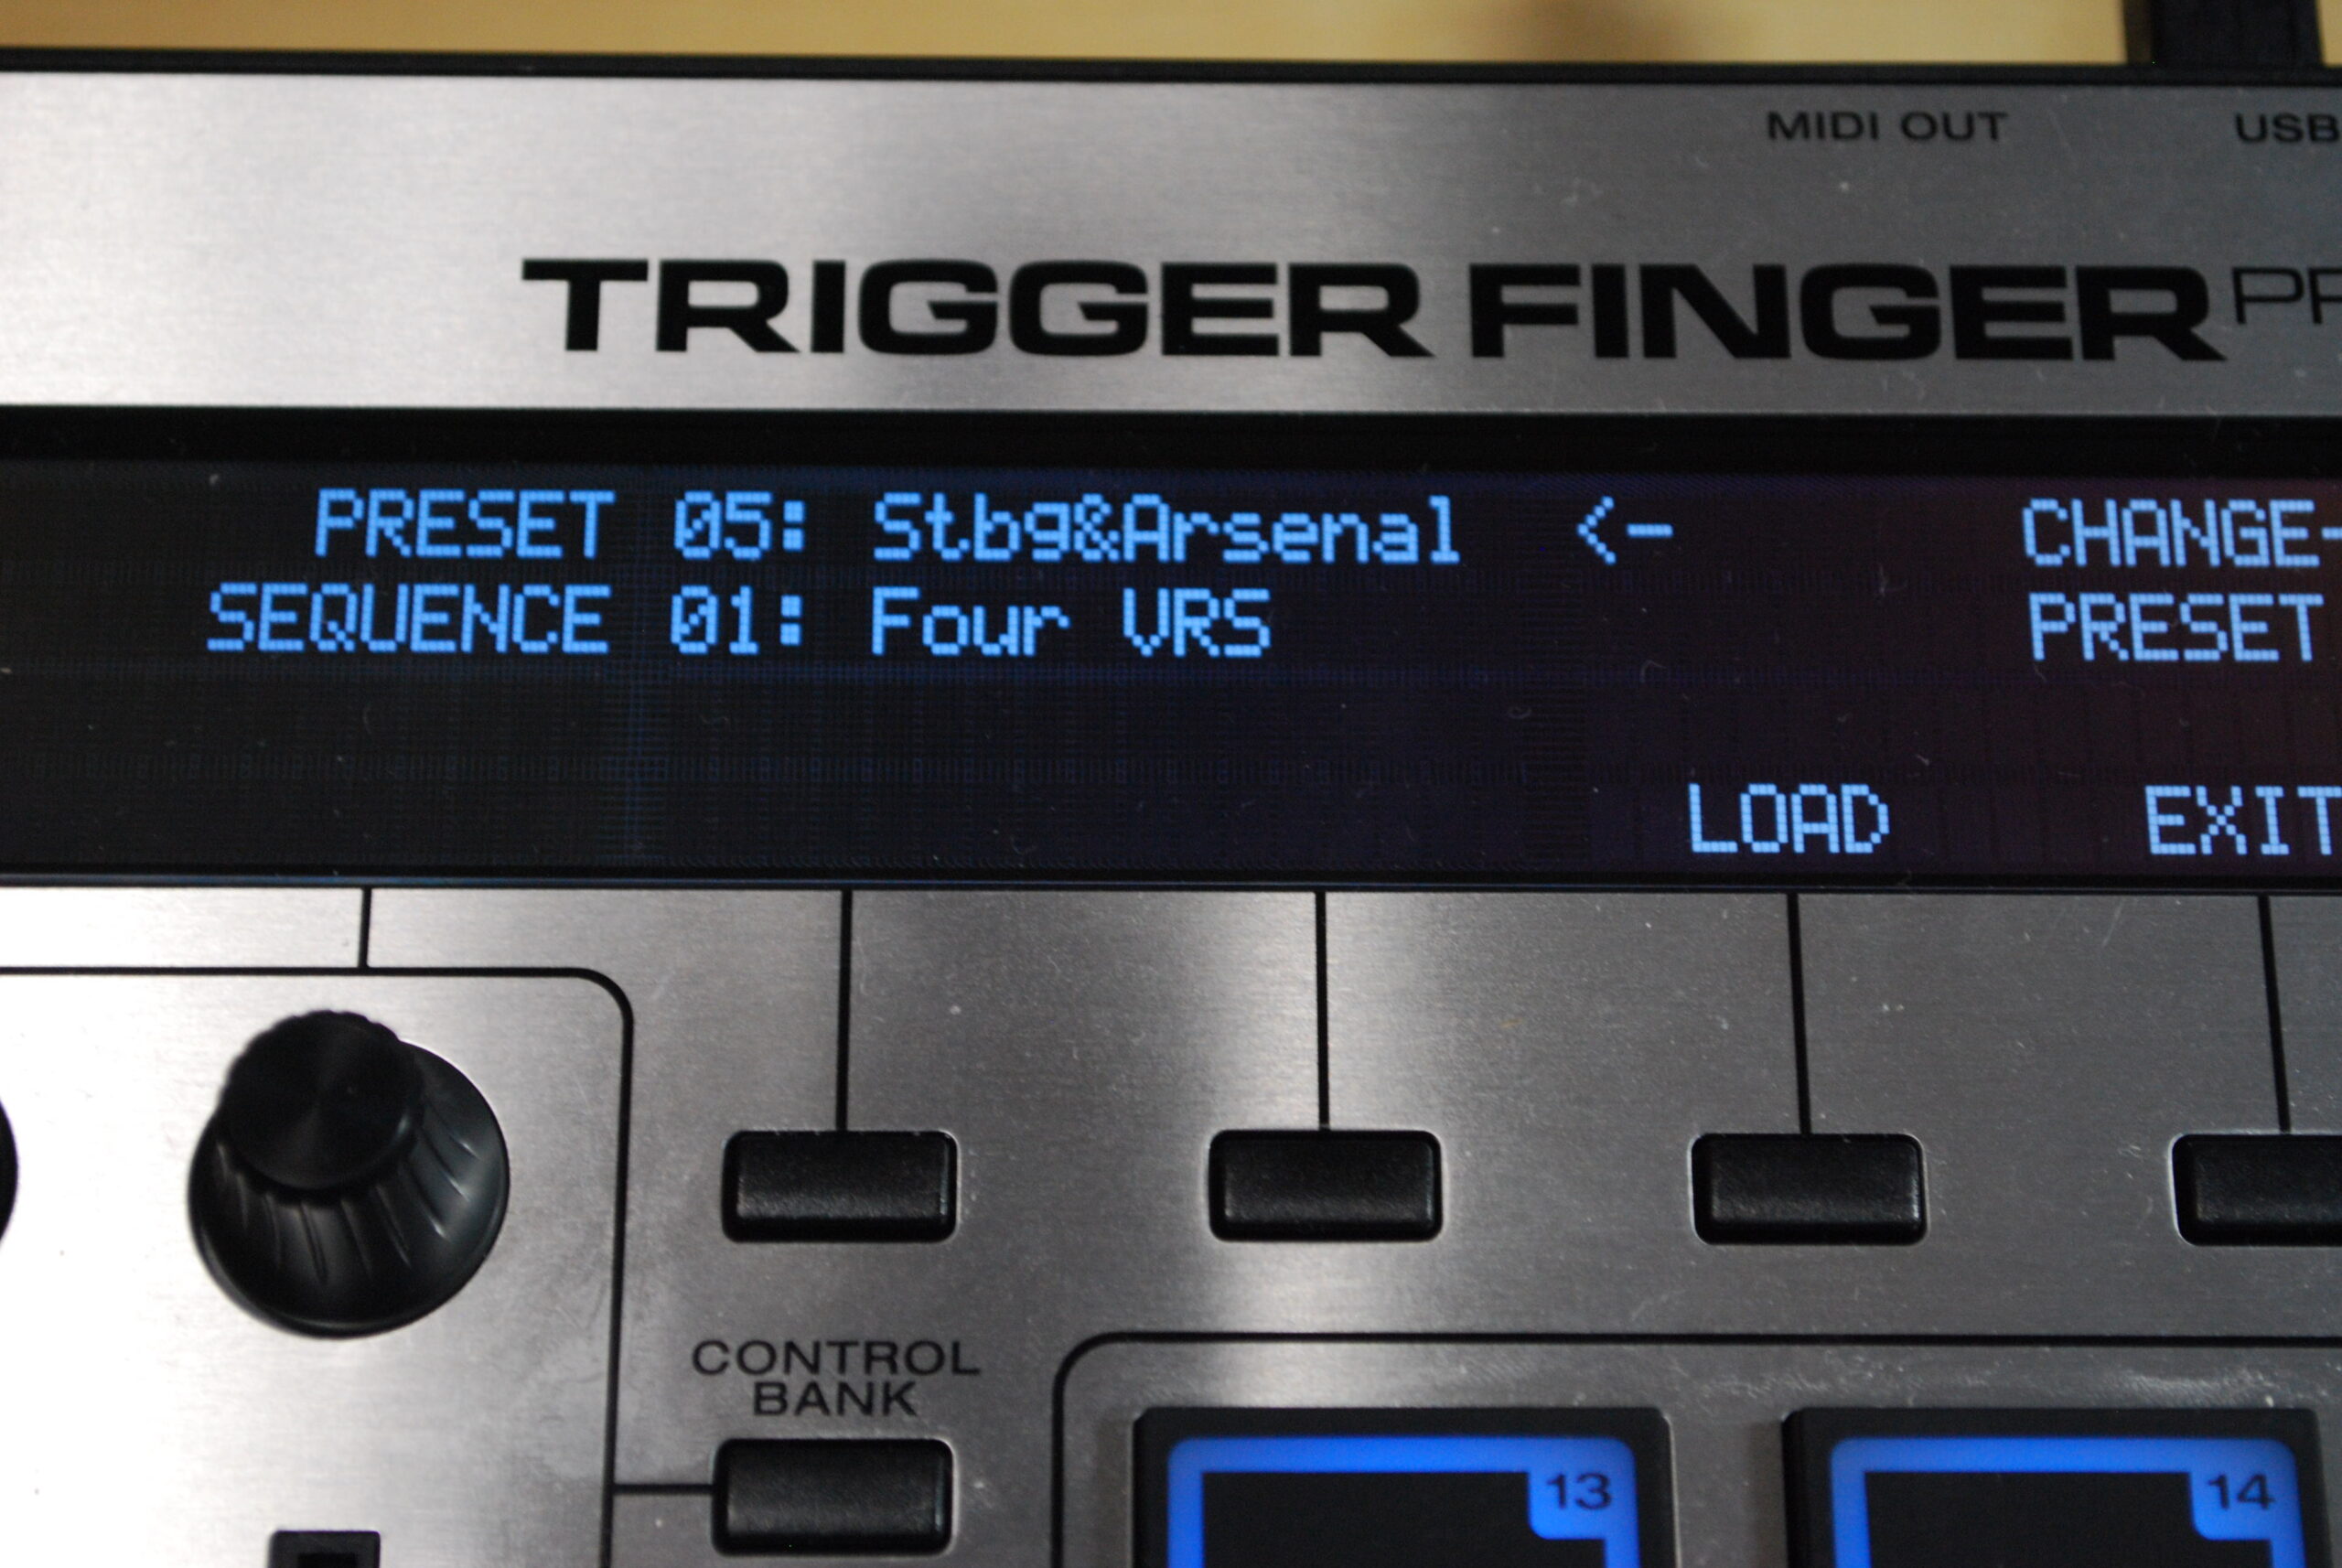 MIDI OUT USB
TRIGGER FINGER PR
PRESET 05: Stbg&Arsenal <- CHANGE-
SEQUENCE 01: Four VRS PRESET
LOAD EXIT
CONTROL
BANK
13 14